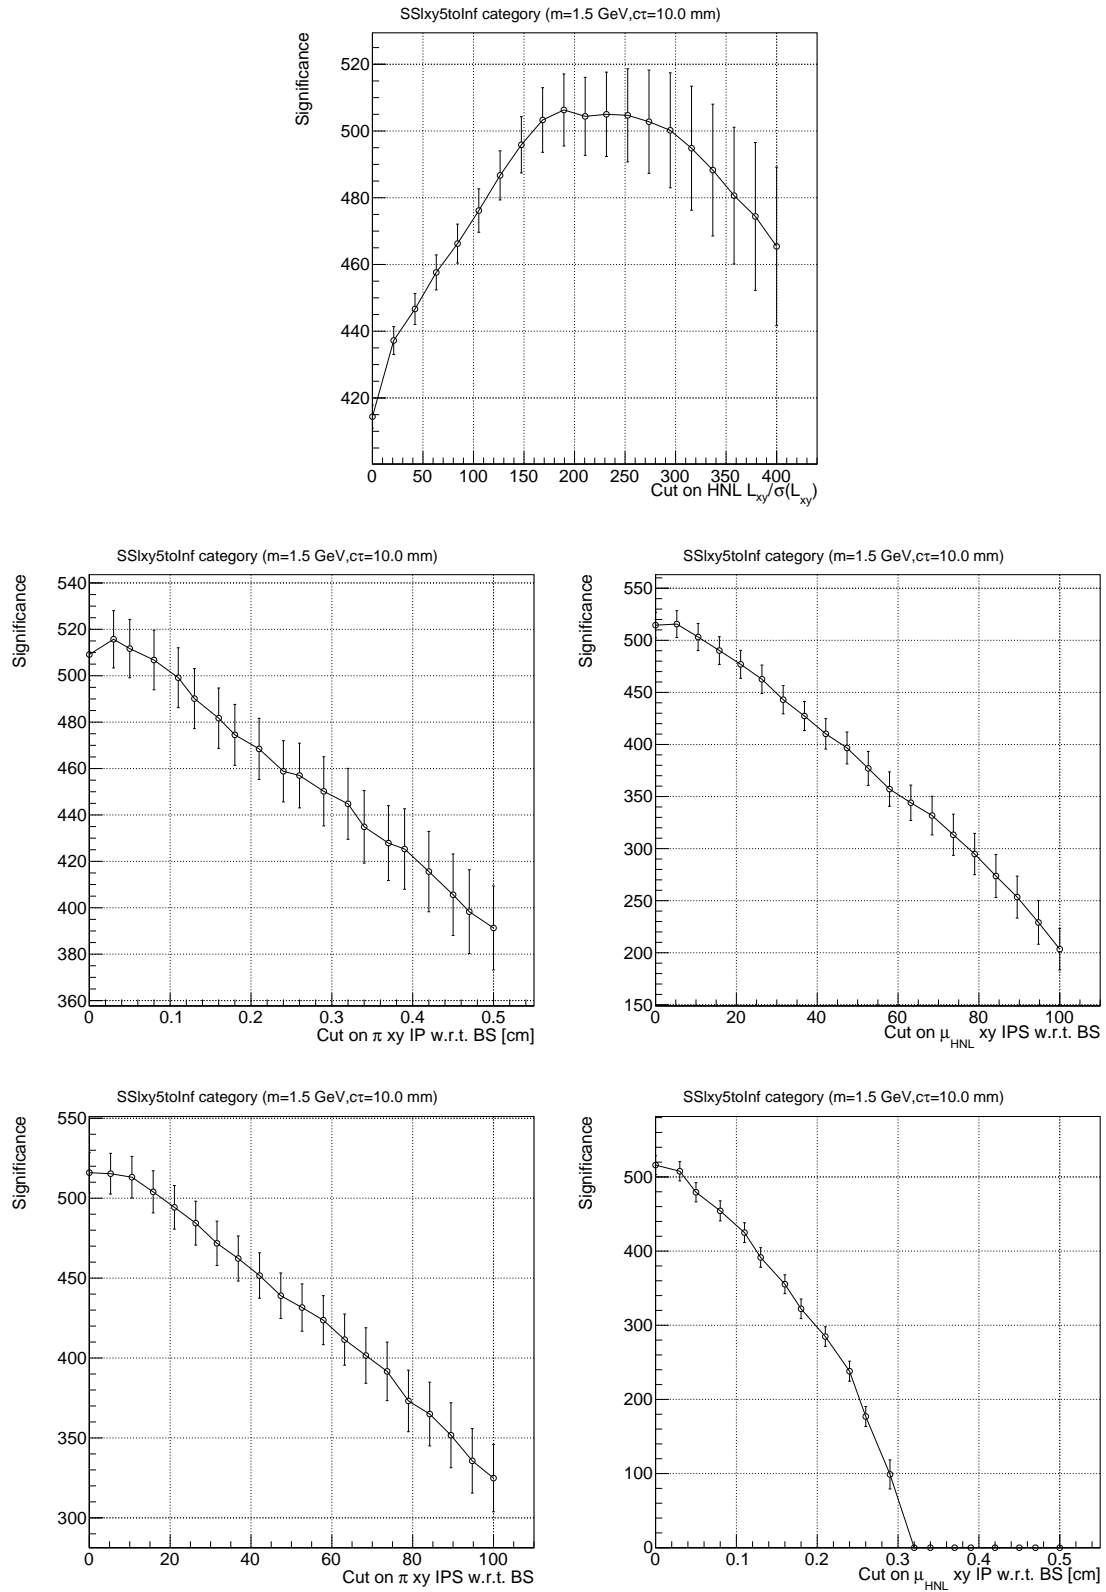 SSlxy5toInf category (m=1.5 GeV,cτ=10.0 mm)
Significance
520
500
480
460
440
420
0 50 100 150 200 250 300 350 400
Cut on HNL L_xy/σ(L_xy)
SSlxy5toInf category (m=1.5 GeV,cτ=10.0 mm)
Significance
540
520
500
480
460
440
420
400
380
360
0 0.1 0.2 0.3 0.4 0.5
Cut on π xy IP w.r.t. BS [cm]
SSlxy5toInf category (m=1.5 GeV,cτ=10.0 mm)
Significance
550
500
450
400
350
300
250
200
150
0 20 40 60 80 100
Cut on μ_HNL xy IPS w.r.t. BS
SSlxy5toInf category (m=1.5 GeV,cτ=10.0 mm)
Significance
550
500
450
400
350
300
0 20 40 60 80 100
Cut on π xy IPS w.r.t. BS
SSlxy5toInf category (m=1.5 GeV,cτ=10.0 mm)
Significance
500
400
300
200
100
0
0 0.1 0.2 0.3 0.4 0.5
Cut on μ_HNL xy IP w.r.t. BS [cm]